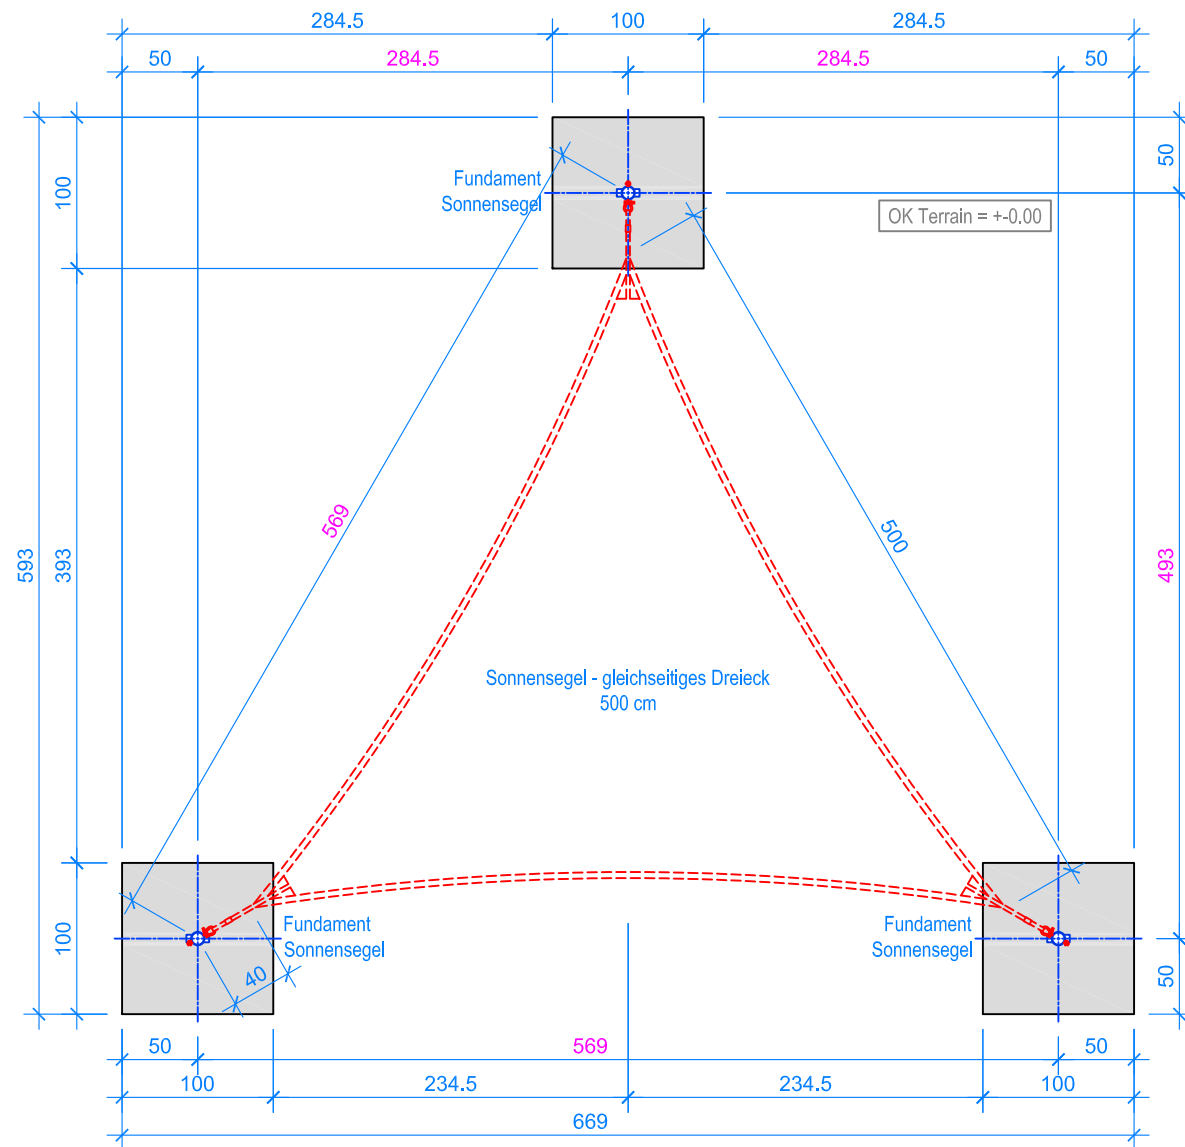 284.5 100 284.5
50 284.5 284.5 50
Fundament
Sonnensegel
OK Terrain = +-0.00
100
50
569
500
593
393
493
Sonnensegel - gleichseitiges Dreieck
500 cm
Fundament
Sonnensegel
Fundament
Sonnensegel
100
40
50
50 569 50
100 234.5 234.5 100
669